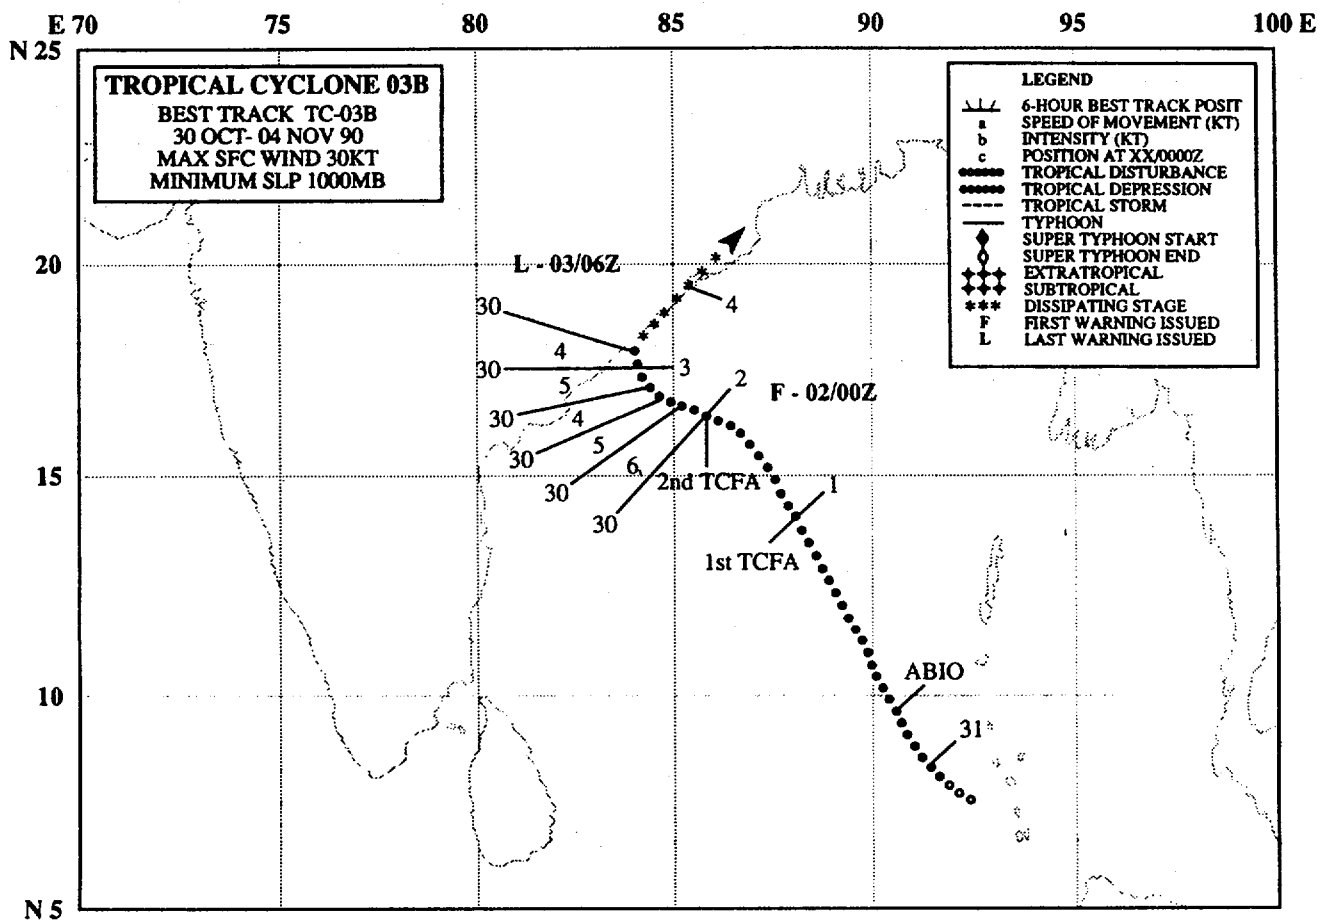 E 70 75 80 85 90 95 100 E
N 25
TROPICAL CYCLONE 03B
BEST TRACK TC-03B
30 OCT- 04 NOV 90
MAX SFC WIND 30KT
MINIMUM SLP 1000MB
LEGEND
6-HOUR BEST TRACK POSIT
a SPEED OF MOVEMENT (KT)
b INTENSITY (KT)
c POSITION AT XX/0000Z
TROPICAL DISTURBANCE
TROPICAL DEPRESSION
TROPICAL STORM
TYPHOON
SUPER TYPHOON START
SUPER TYPHOON END
EXTRATROPICAL
SUBTROPICAL
*** DISSIPATING STAGE
F FIRST WARNING ISSUED
L LAST WARNING ISSUED
20
L - 03/06Z
30
4
4
30
3
5
2
F - 02/00Z
30
4
30
5
6
15
30
2nd TCFA
1
30
1st TCFA
10
ABIO
31
N 5